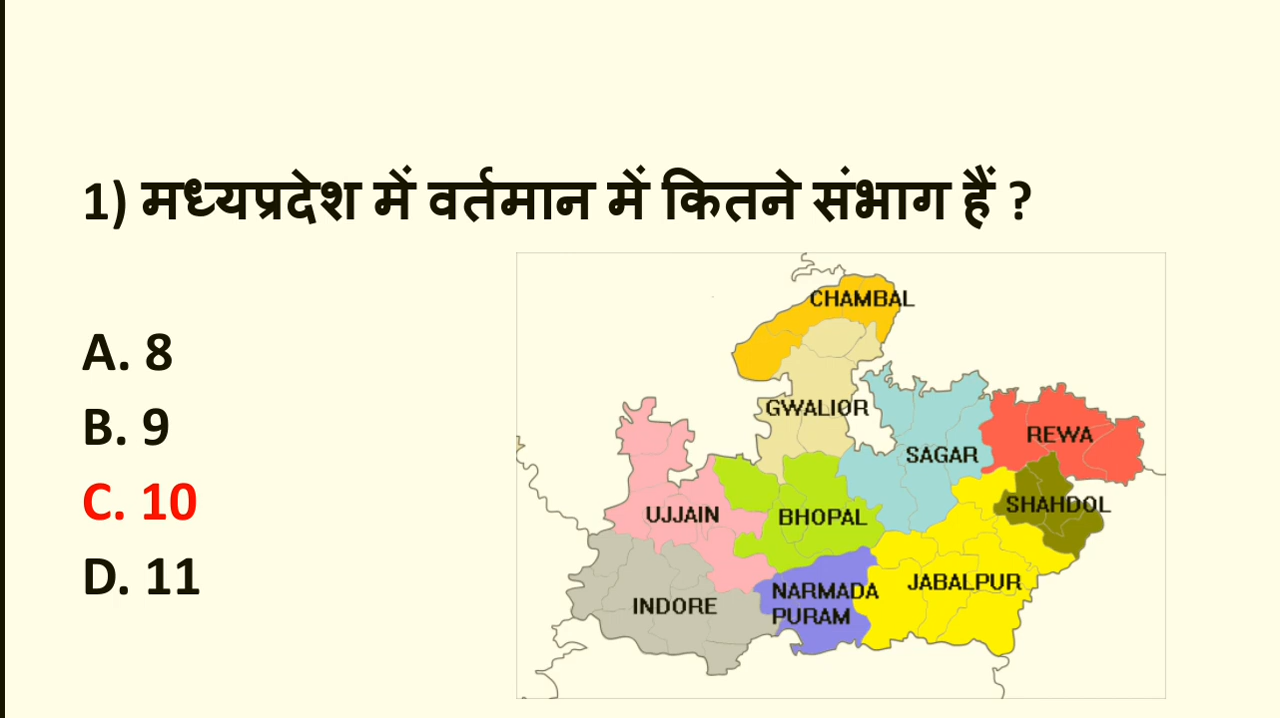 1) मध्यप्रदेश में वर्तमान में कितने संभाग हैं ?
A. 8
B. 9
C. 10
D. 11
CHAMBAL
GWALIOR
SAGAR
REWA
SHAHDOL
UJJAIN
BHOPAL
JABALPUR
NARMADA
PURAM
INDORE